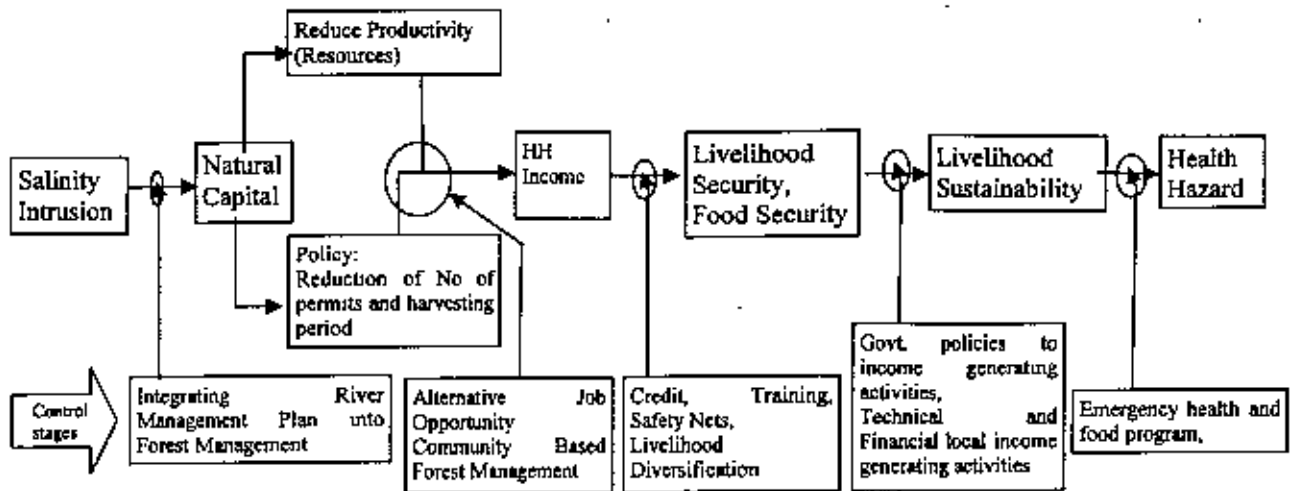 Reduce Productivity
(Resources)
Salinity
Intrusion
Natural
Capital
HH
Income
Livelihood
Security,
Food Security
Livelihood
Sustainability
Health
Hazard
Policy:
Reduction of No of
permits and harvesting
period
Control
stages
Integrating River
Management Plan into
Forest Management
Alternative Job
Opportunity
Community Based
Forest Management
Credit, Training,
Safety Nets,
Livelihood
Diversification
Govt. policies to
income generating
activities,
Technical and
Financial local income
generating activities
Emergency health and
food program,